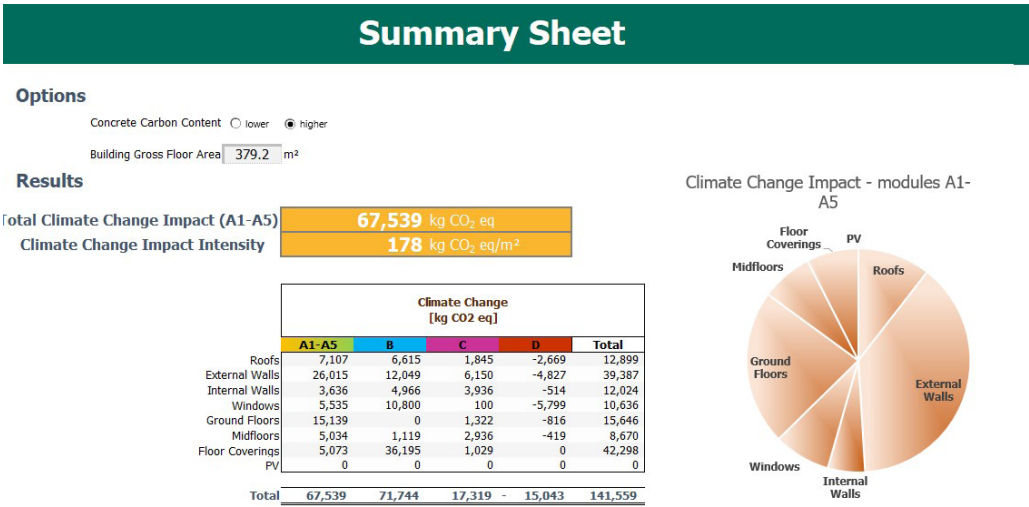 Summary Sheet
Options
Concrete Carbon Content lower higher
Building Gross Floor Area 379.2 m²
Results
Total Climate Change Impact (A1-A5) 67,539 kg CO₂ eq
Climate Change Impact Intensity 178 kg CO₂ eq/m²
Climate Change
[kg CO2 eq]
A1-A5 B C D Total
Roofs 7,107 6,615 1,845 -2,669 12,899
External Walls 26,015 12,049 6,150 -4,827 39,387
Internal Walls 3,636 4,966 3,936 -514 12,024
Windows 5,535 10,800 100 -5,799 10,636
Ground Floors 15,139 0 1,322 -816 15,646
Midfloors 5,034 1,119 2,936 -419 8,670
Floor Coverings 5,073 36,195 1,029 0 42,298
PV 0 0 0 0 0
Total 67,539 71,744 17,319 - 15,043 141,559
Climate Change Impact - modules A1-
A5
Floor
Coverings
PV
Midfloors
Roofs
Ground
Floors
External
Walls
Windows
Internal
Walls